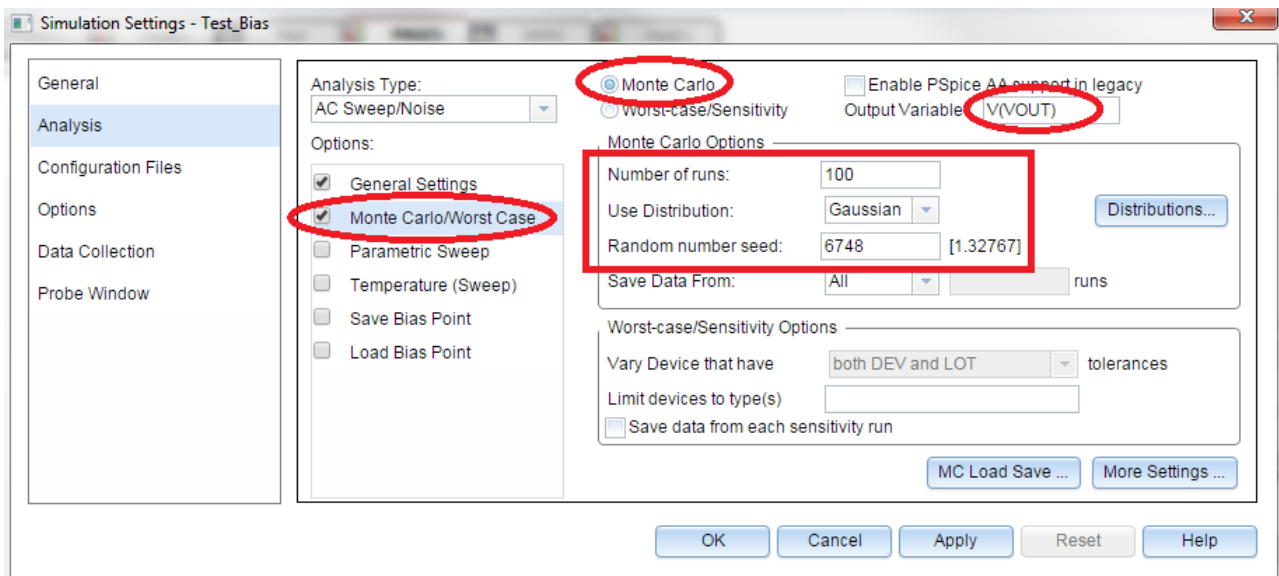 Simulation Settings - Test_Bias
General
Analysis
Configuration Files
Options
Data Collection
Probe Window
Analysis Type:
AC Sweep/Noise
Options:
General Settings
Monte Carlo/Worst Case
Parametric Sweep
Temperature (Sweep)
Save Bias Point
Load Bias Point
Monte Carlo
Worst-case/Sensitivity
Enable PSpice AA support in legacy
Output Variable: V(VOUT)
Monte Carlo Options
Number of runs: 100
Use Distribution: Gaussian
Distributions...
Random number seed: 6748 [1.32767]
Save Data From: All runs
Worst-case/Sensitivity Options
Vary Device that have both DEV and LOT tolerances
Limit devices to type(s)
Save data from each sensitivity run
MC Load Save ... More Settings ...
OK Cancel Apply Reset Help